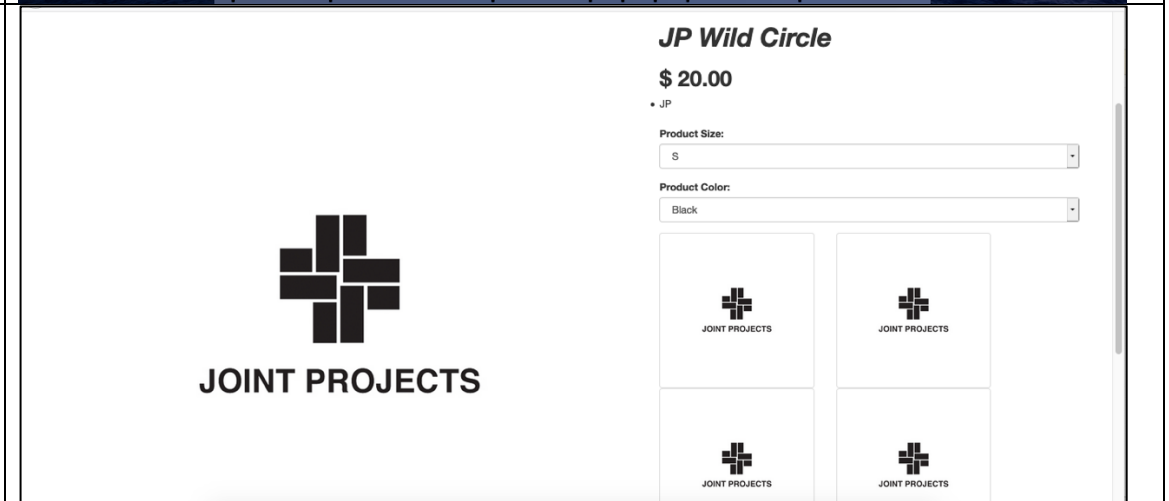 JP Wild Circle
$ 20.00
• JP
Product Size:
S
Product Color:
Black
JOINT PROJECTS
JOINT PROJECTS
JOINT PROJECTS
JOINT PROJECTS
JOINT PROJECTS